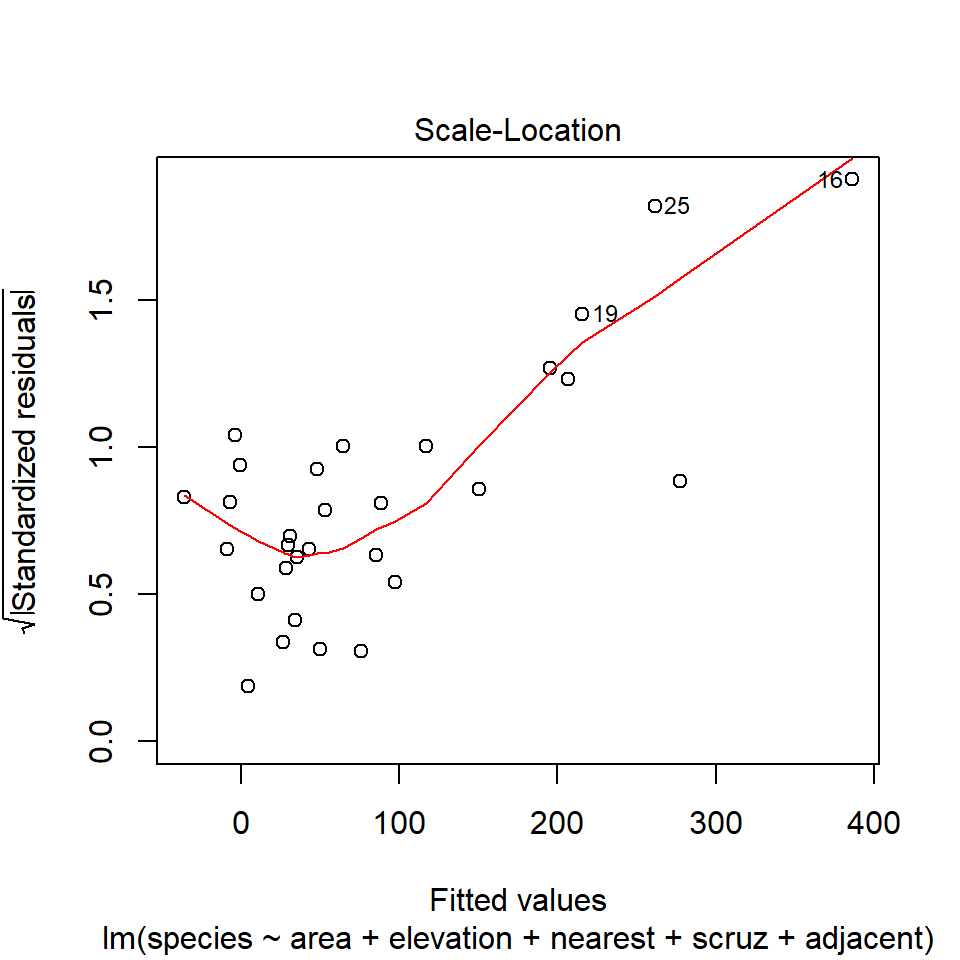 Scale-Location
√|Standardized residuals|
0.0 0.5 1.0 1.5
16
25
19
0 100 200 300 400
Fitted values
lm(species ~ area + elevation + nearest + scruz + adjacent)